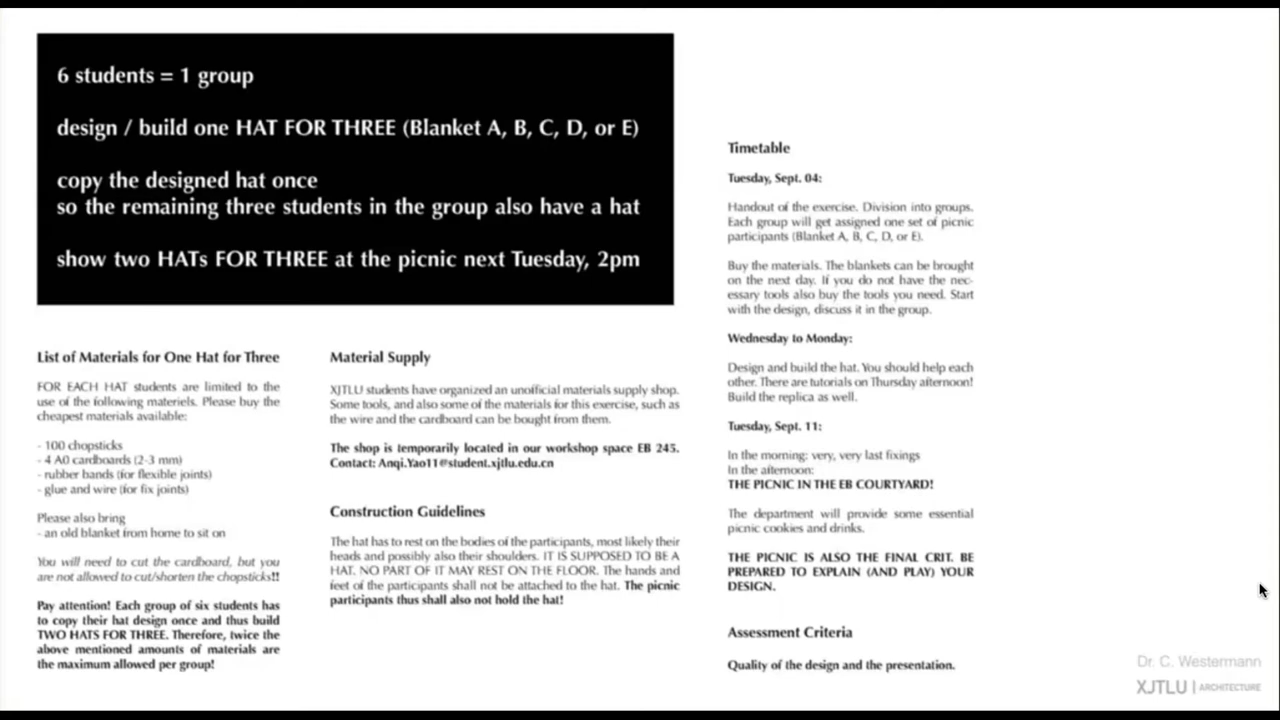 6 students = 1 group
design / build one HAT FOR THREE (Blanket A, B, C, D, or E)
copy the designed hat once
so the remaining three students in the group also have a hat
show two HATs FOR THREE at the picnic next Tuesday, 2pm
List of Materials for One Hat for Three
FOR EACH HAT students are limited to the
use of the following materiels. Please buy the
cheapest materials available:
- 100 chopsticks
- 4 A0 cardboards (2-3 mm)
- rubber bands (for flexible joints)
- glue and wire (for fix joints)
Please also bring
- an old blanket from home to sit on
You will need to cut the cardboard, but you
are not allowed to cut/shorten the chopsticks!!
Pay attention! Each group of six students has
to copy their hat design once and thus build
TWO HATS FOR THREE. Therefore, twice the
above mentioned amounts of materials are
the maximum allowed per group!
Material Supply
XJTLU students have organized an unofficial materials supply shop.
Some tools, and also some of the materials for this exercise, such as
the wire and the cardboard can be bought from them.
The shop is temporarily located in our workshop space EB 245.
Contact: Anqi.Yao11@student.xjtlu.edu.cn
Construction Guidelines
The hat has to rest on the bodies of the participants, most likely their
heads and possibly also their shoulders. IT IS SUPPOSED TO BE A
HAT. NO PART OF IT MAY REST ON THE FLOOR. The hands and
feet of the participants shall not be attached to the hat. The picnic
participants thus shall also not hold the hat!
Timetable
Tuesday, Sept. 04:
Handout of the exercise. Division into groups.
Each group will get assigned one set of picnic
participants (Blanket A, B, C, D, or E).
Buy the materials. The blankets can be brought
on the next day. If you do not have the nec-
essary tools also buy the tools you need. Start
with the design, discuss it in the group.
Wednesday to Monday:
Design and build the hat. You should help each
other. There are tutorials on Thursday afternoon!
Build the replica as well.
Tuesday, Sept. 11:
In the morning: very, very last fixings
In the afternoon:
THE PICNIC IN THE EB COURTYARD!
The department will provide some essential
picnic cookies and drinks.
THE PICNIC IS ALSO THE FINAL CRIT. BE
PREPARED TO EXPLAIN (AND PLAY) YOUR
DESIGN.
Assessment Criteria
Quality of the design and the presentation.
Dr. C. Westermann
XJTLU | ARCHITECTURE